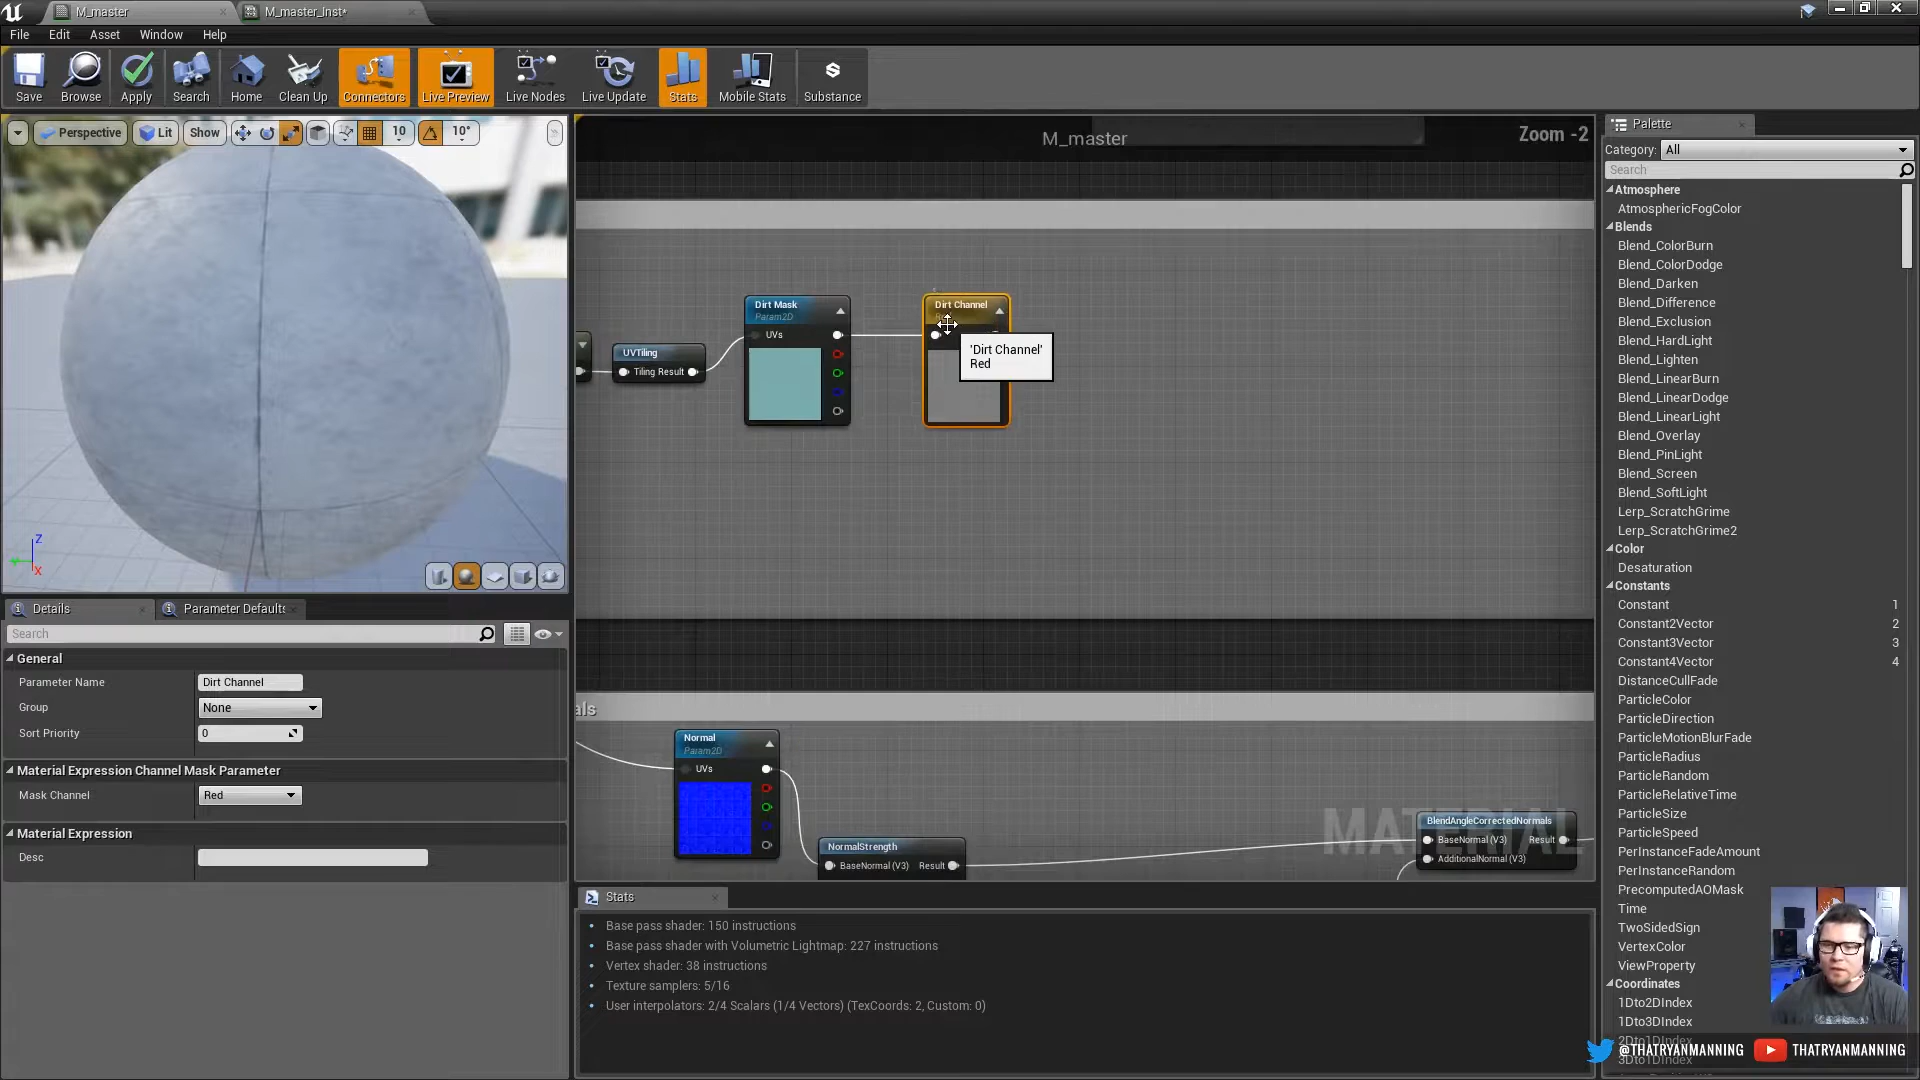 M_master
M_master_Inst*
File Edit Asset Window Help
Save Browse Apply Search Home Clean Up Connectors Live Preview Live Nodes Live Update Stats Mobile Stats Substance
Perspective Lit Show 10 10°
M_master
Zoom -2
Palette
Category: All
Search
Atmosphere
AtmosphericFogColor
Blends
Blend_ColorBurn
Blend_ColorDodge
Blend_Darken
Blend_Difference
Blend_Exclusion
Blend_HardLight
Blend_Lighten
Blend_LinearBurn
Blend_LinearDodge
Blend_LinearLight
Blend_Overlay
Blend_PinLight
Blend_Screen
Blend_SoftLight
Lerp_ScratchGrime
Lerp_ScratchGrime2
Color
Desaturation
Constants
Constant 1
Constant2Vector 2
Constant3Vector 3
Constant4Vector 4
DistanceCullFade
ParticleColor
ParticleDirection
ParticleMotionBlurFade
ParticleRadius
ParticleRandom
ParticleRelativeTime
ParticleSize
ParticleSpeed
PerInstanceFadeAmount
PerInstanceRandom
PrecomputedAOMask
Time
TwoSidedSign
VertexColor
ViewProperty
Coordinates
1Dto2DIndex
1Dto3DIndex
2Dto1DIndex
3Dto1DIndex
UVTiling
Tiling Result
Dirt Mask
Param2D
UVs
Dirt Channel
'Dirt Channel'
Red
als
Normal
Param2D
UVs
NormalStrength
BaseNormal (V3) Result
MATERIAL
BlendAngleCorrectedNormals
BaseNormal (V3) Result
AdditionalNormal (V3)
Z
Y
X
Details
Parameter Defaults
Search
General
Parameter Name Dirt Channel
Group None
Sort Priority 0
Material Expression Channel Mask Parameter
Mask Channel Red
Material Expression
Desc
Stats
Base pass shader: 150 instructions
Base pass shader with Volumetric Lightmap: 227 instructions
Vertex shader: 38 instructions
Texture samplers: 5/16
User interpolators: 2/4 Scalars (1/4 Vectors) (TexCoords: 2, Custom: 0)
@THATRYANMANNING THATRYANMANNING